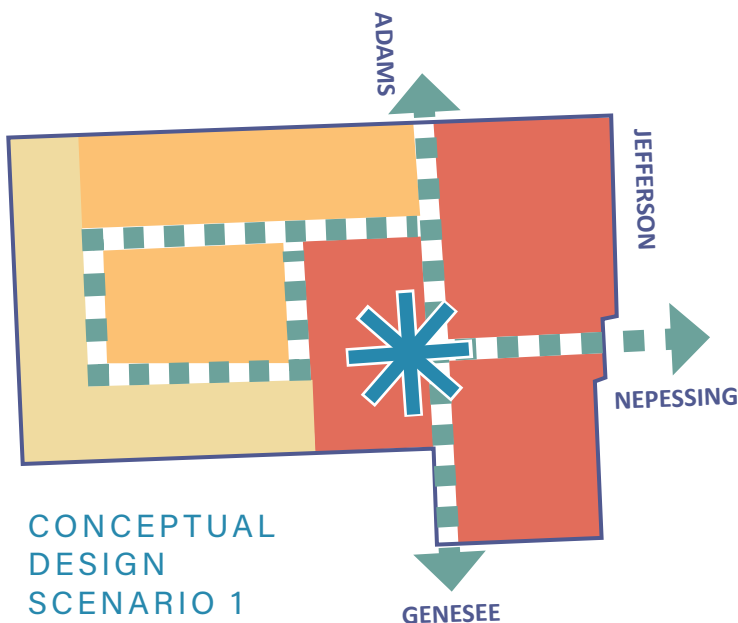 ADAMS
JEFFERSON
NEPESSING
CONCEPTUAL
DESIGN
SCENARIO 1
GENESEE